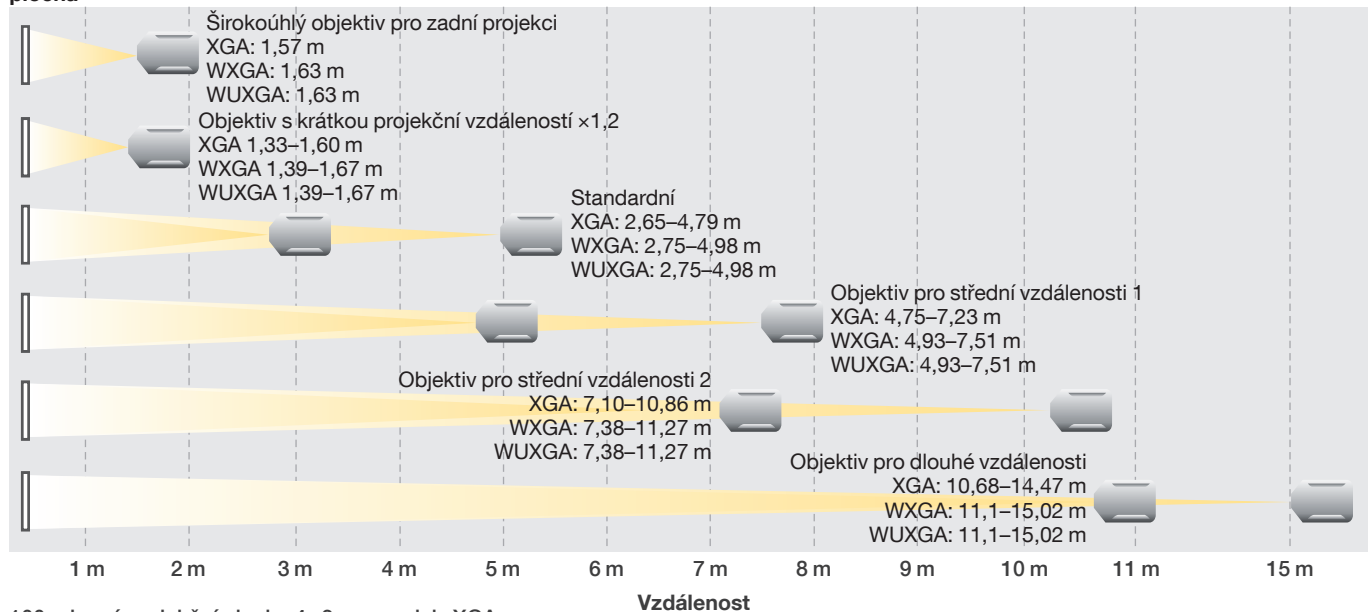 Širokoúhlý objektiv pro zadní projekci
XGA: 1,57 m
WXGA: 1,63 m
WUXGA: 1,63 m
Objektiv s krátkou projekční vzdáleností ×1,2
XGA 1,33–1,60 m
WXGA 1,39–1,67 m
WUXGA 1,39–1,67 m
Standardní
XGA: 2,65–4,79 m
WXGA: 2,75–4,98 m
WUXGA: 2,75–4,98 m
Objektiv pro střední vzdálenosti 1
XGA: 4,75–7,23 m
WXGA: 4,93–7,51 m
WUXGA: 4,93–7,51 m
Objektiv pro střední vzdálenosti 2
XGA: 7,10–10,86 m
WXGA: 7,38–11,27 m
WUXGA: 7,38–11,27 m
Objektiv pro dlouhé vzdálenosti
XGA: 10,68–14,47 m
WXGA: 11,1–15,02 m
WUXGA: 11,1–15,02 m
1 m 2 m 3 m 4 m 5 m 6 m 7 m 8 m 9 m 10 m 11 m 15 m
Vzdálenost